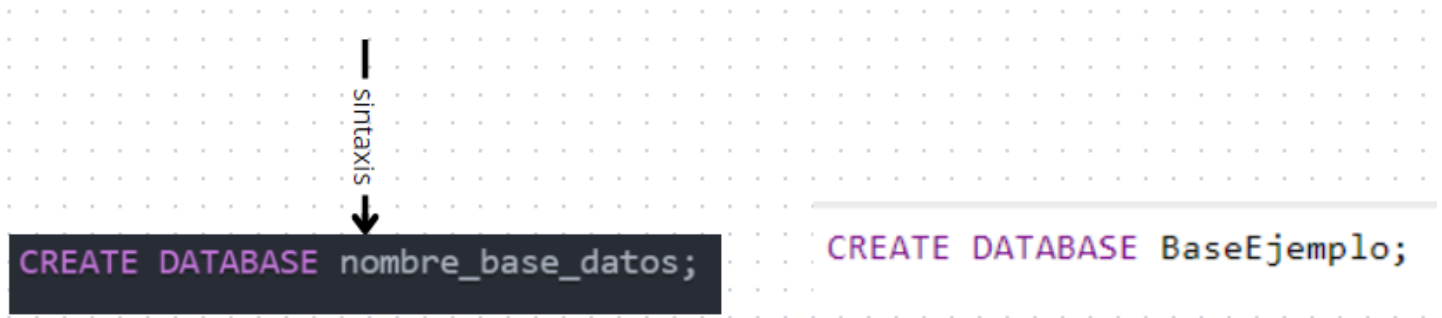 sintaxis
CREATE DATABASE nombre_base_datos;
CREATE DATABASE BaseEjemplo;